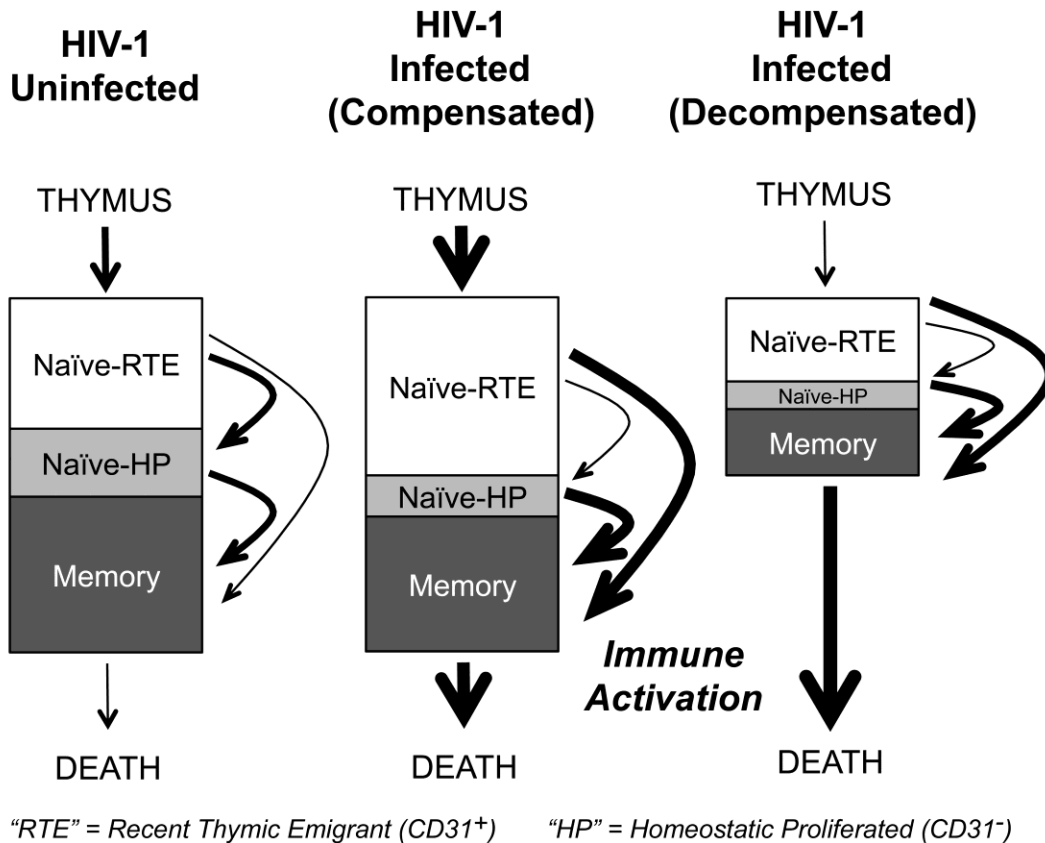 HIV-1
Uninfected
HIV-1
Infected
(Compensated)
HIV-1
Infected
(Decompensated)
THYMUS
Naïve-RTE
Naïve-HP
Memory
DEATH
THYMUS
Naïve-RTE
Naïve-HP
Memory
DEATH
Immune
Activation
THYMUS
Naïve-RTE
Naïve-HP
Memory
DEATH
“RTE” = Recent Thymic Emigrant (CD31+)
“HP” = Homeostatic Proliferated (CD31-)